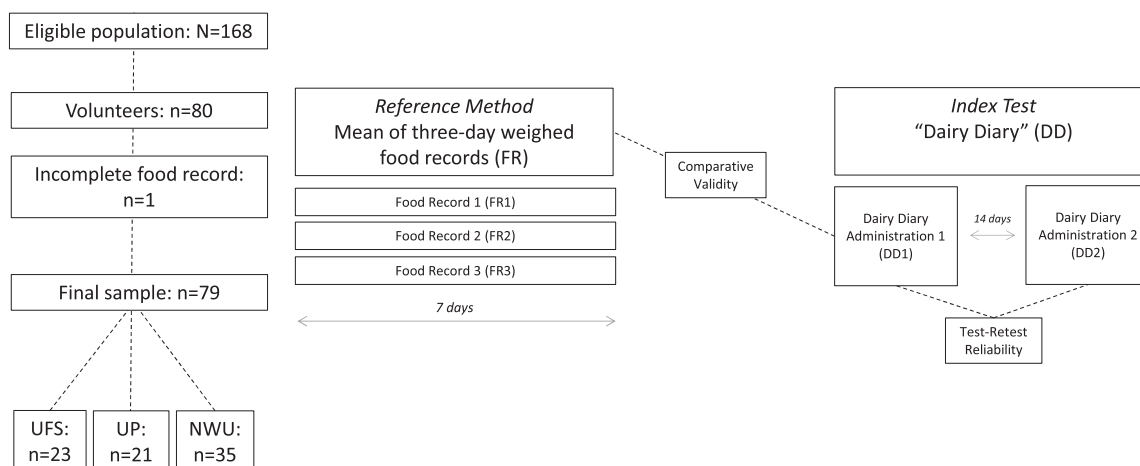 Eligible population: N=168
Volunteers: n=80
Incomplete food record:
n=1
Final sample: n=79
UFS:
n=23
UP:
n=21
NWU:
n=35
Reference Method
Mean of three-day weighed
food records (FR)
Food Record 1 (FR1)
Food Record 2 (FR2)
Food Record 3 (FR3)
7 days
Comparative
Validity
Index Test
“Dairy Diary” (DD)
Dairy Diary
Administration 1
(DD1)
14 days
Dairy Diary
Administration 2
(DD2)
Test-Retest
Reliability